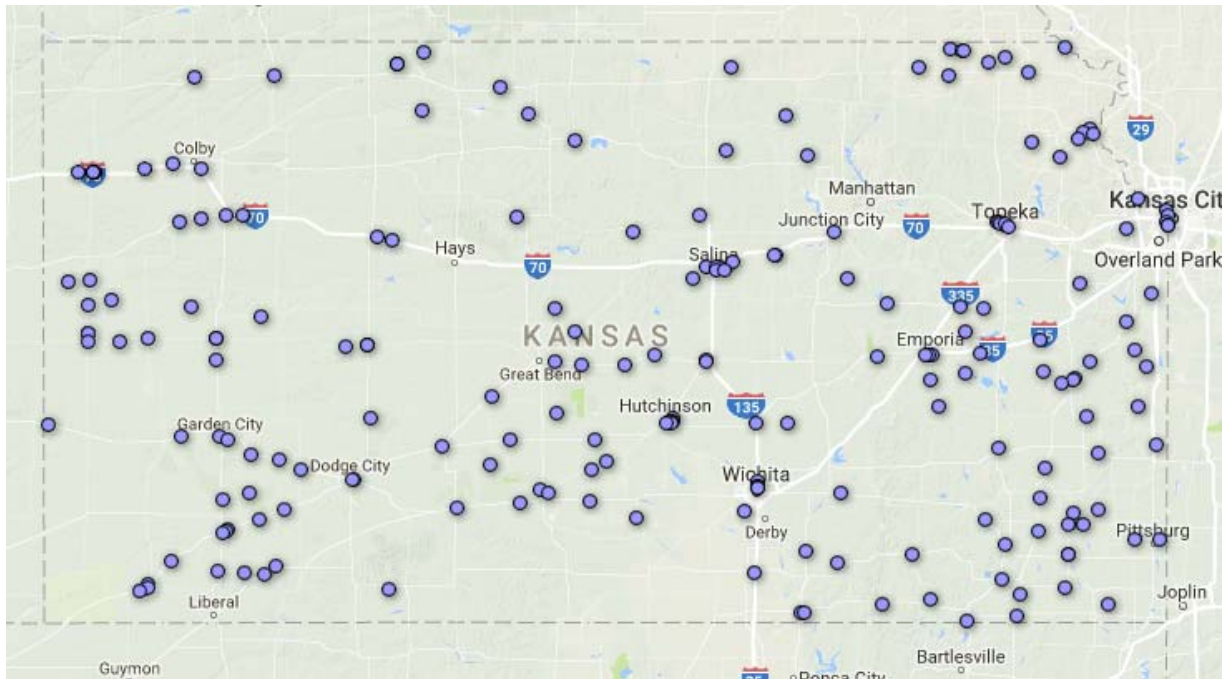 29
Colby
Manhattan
Kansas Cit
70
Junction City
Topeka
70
Hays
Salina
Overland Park
70
335
KANSAS
35
Emporia
35
Great Bend
Hutchinson
135
Garden City
Dodge City
Wichita
Derby
Pittsburg
Liberal
Joplin
Guymon
Bartlesville
35
Ponca City